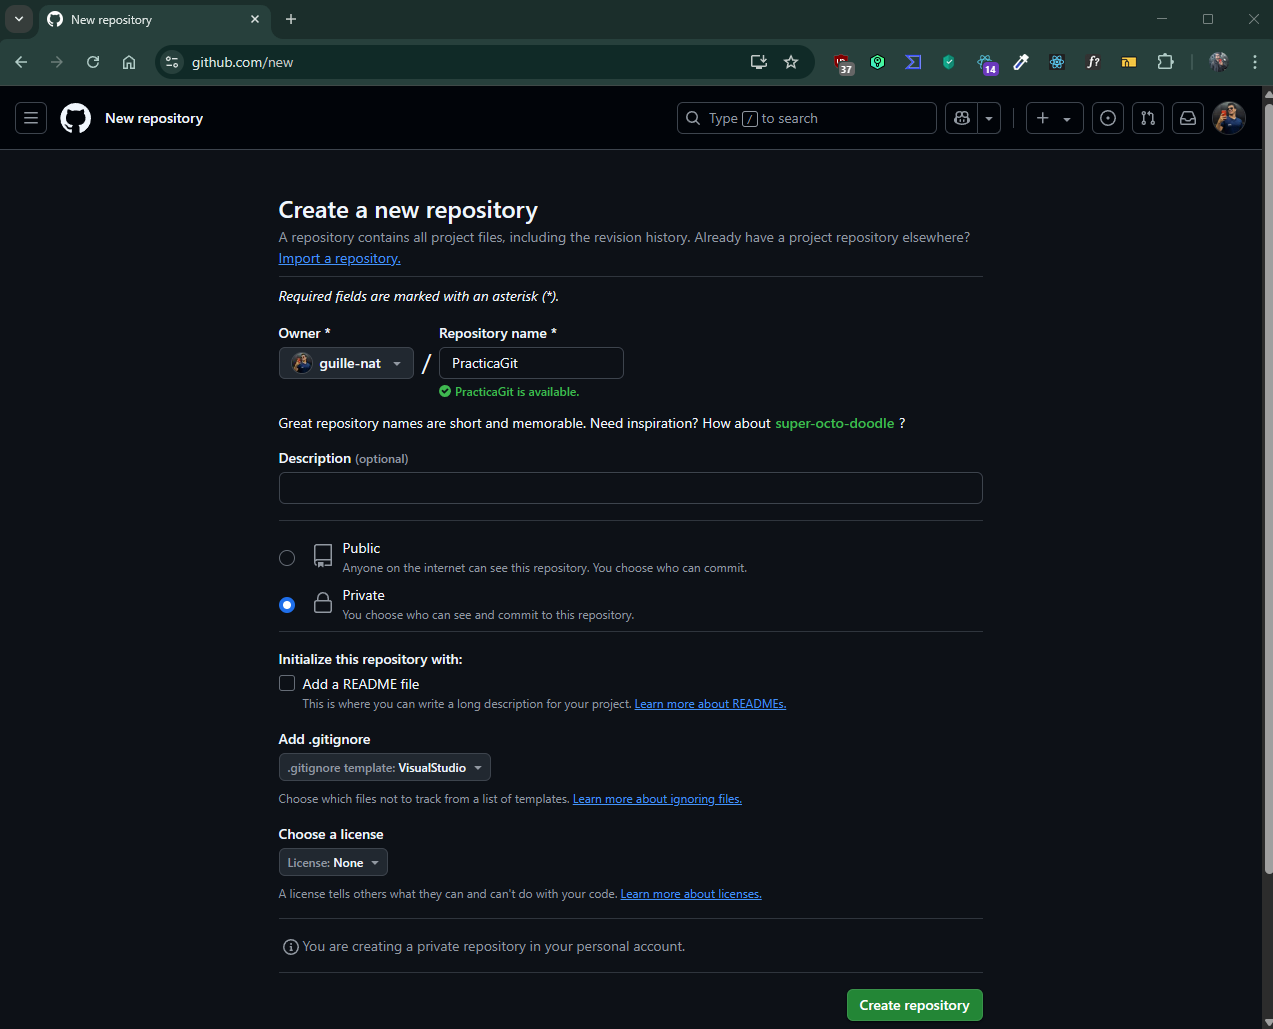 New repository
github.com/new
37
14
f?
New repository
Type / to search
Create a new repository
A repository contains all project files, including the revision history. Already have a project repository elsewhere?
Import a repository.
Required fields are marked with an asterisk (*).
Owner *
Repository name *
guille-nat
/
PracticaGit
PracticaGit is available.
Great repository names are short and memorable. Need inspiration? How about super-octo-doodle ?
Description (optional)
Public
Anyone on the internet can see this repository. You choose who can commit.
Private
You choose who can see and commit to this repository.
Initialize this repository with:
Add a README file
This is where you can write a long description for your project. Learn more about READMEs.
Add .gitignore
.gitignore template: VisualStudio
Choose which files not to track from a list of templates. Learn more about ignoring files.
Choose a license
License: None
A license tells others what they can and can't do with your code. Learn more about licenses.
You are creating a private repository in your personal account.
Create repository